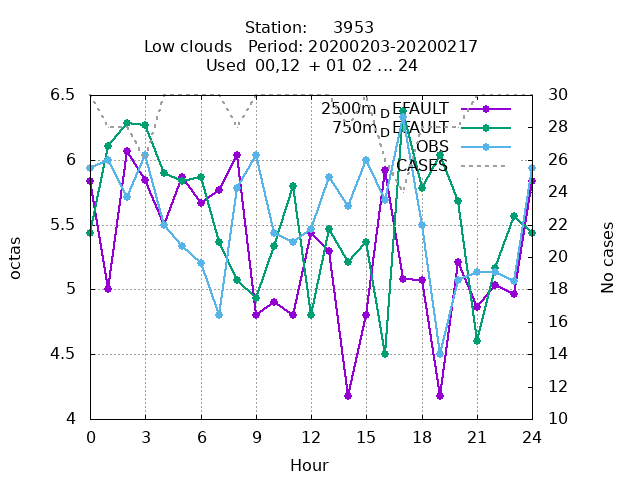 Station: 3953
Low clouds Period: 20200203-20200217
Used 00,12 + 01 02 ... 24
6.5
6
5.5
5
4.5
4
30
28
26
24
22
20
18
16
14
12
10
2500m_DEFAULT
750m_DEFAULT
OBS
CASES
octas
No cases
0 3 6 9 12 15 18 21 24
Hour